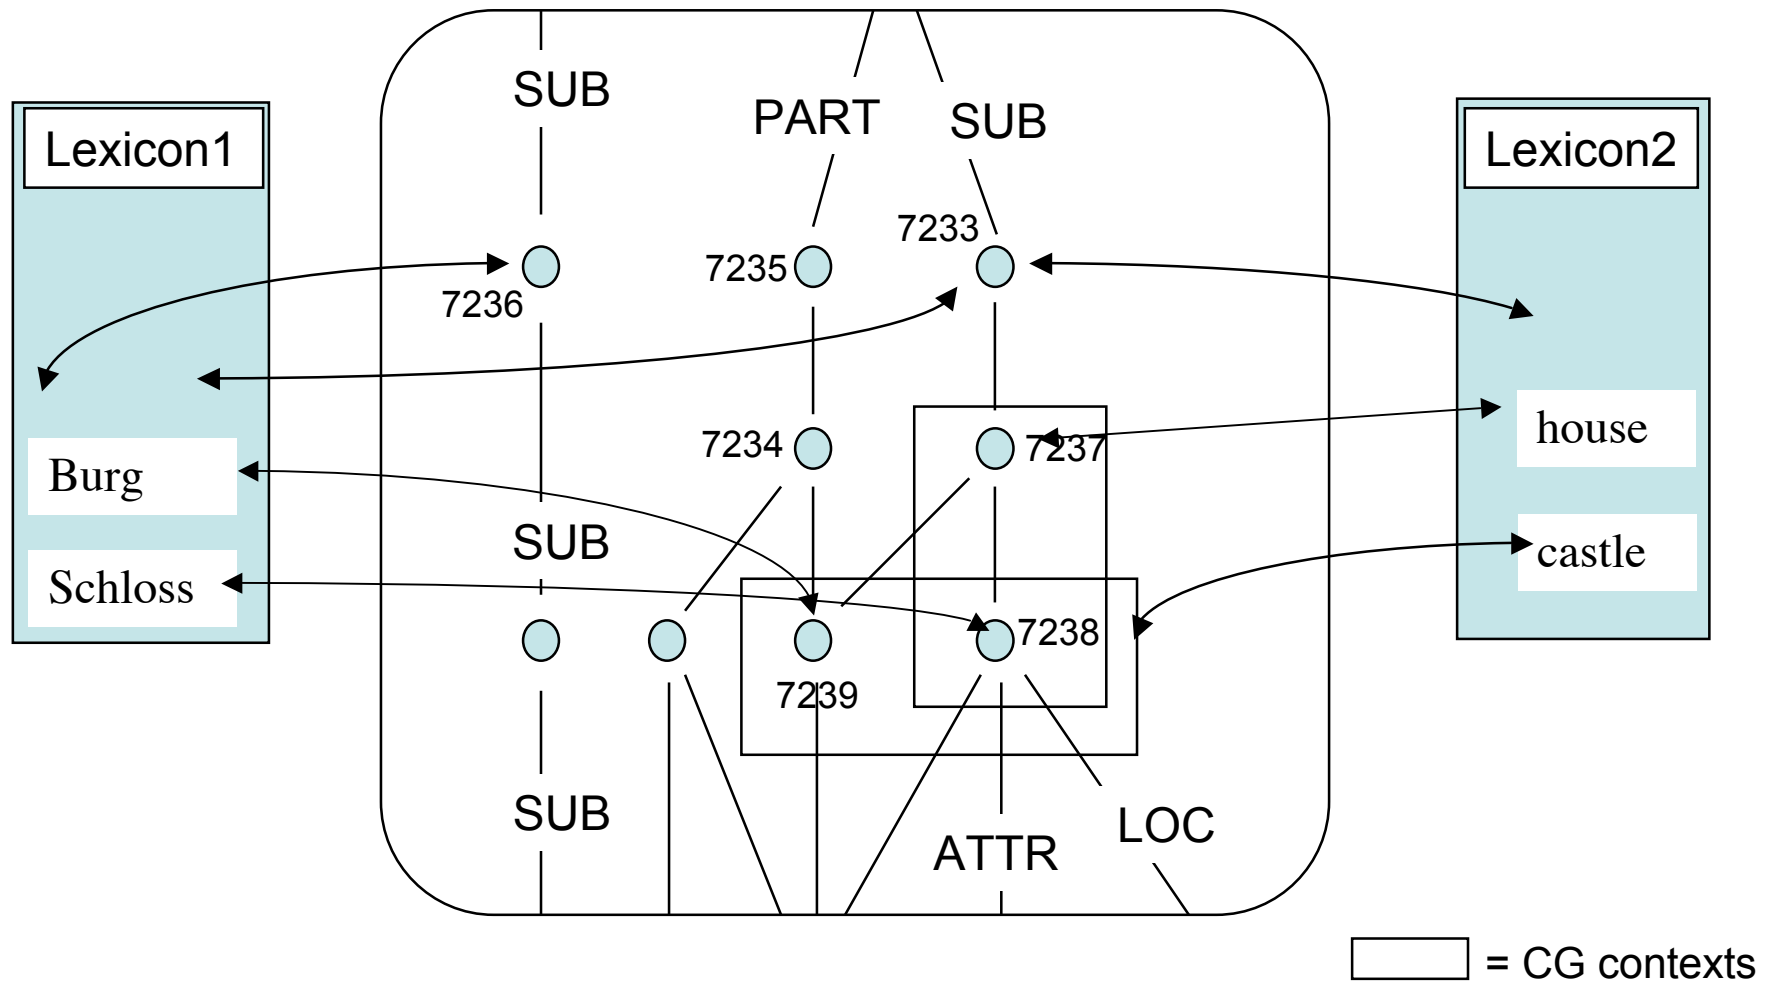 SUB
PART
SUB
Lexicon1
Lexicon2
7233
7235
7236
7234
7237
house
Burg
SUB
castle
Schloss
7238
7239
SUB
LOC
ATTR
= CG contexts